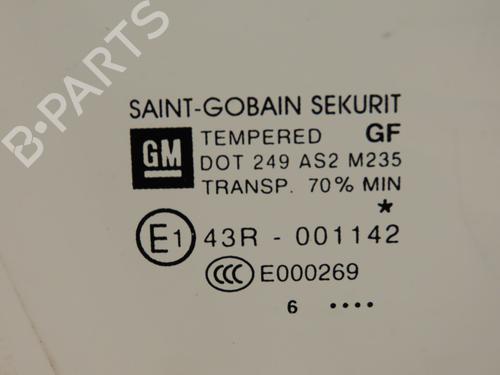 B-PARTS
SAINT-GOBAIN SEKURIT
GM TEMPERED GF
DOT 249 AS2 M235
TRANSP. 70% MIN
*
E1 43R - 001142
CCC E000269
6 ....